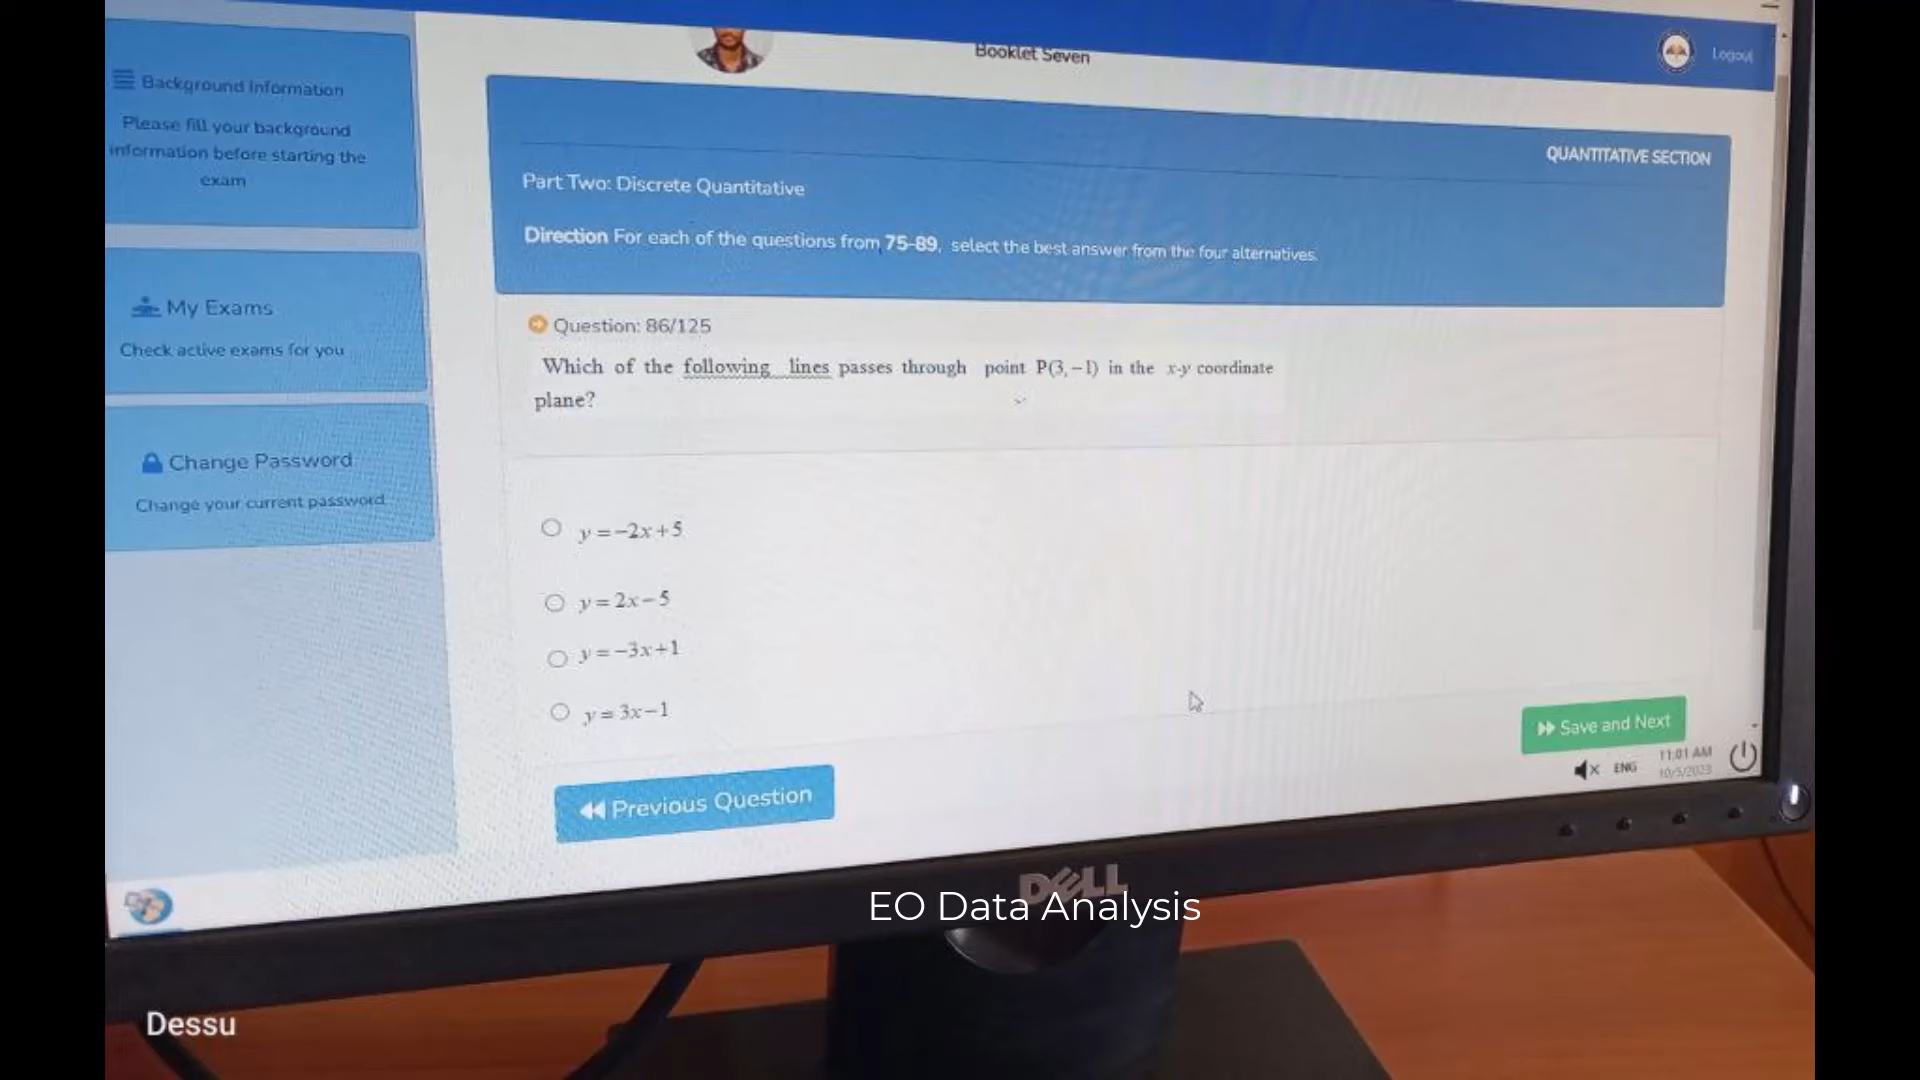 Booklet Seven
Logout
Background Information
Please fill your background
information before starting the
exam
My Exams
Check active exams for you
Change Password
Change your current password
QUANTITATIVE SECTION
Part Two: Discrete Quantitative
Direction For each of the questions from 75-89, select the best answer from the four alternatives.
Question: 86/125
Which of the following lines passes through point P(3,−1) in the x-y coordinate
plane?
y=−2x+5
y=2x−5
y=−3x+1
y=3x−1
Save and Next
Previous Question
ENG
11:01 AM
10/5/2023
DELL
EO Data Analysis
Dessu